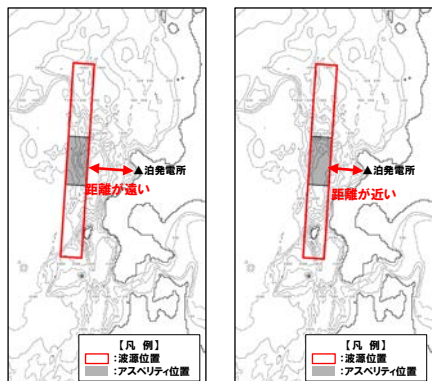 ▲泊発電所
距離が遠い
【凡 例】
:波源位置
:アスペリティ位置
▲泊発電所
距離が近い
【凡 例】
:波源位置
:アスペリティ位置